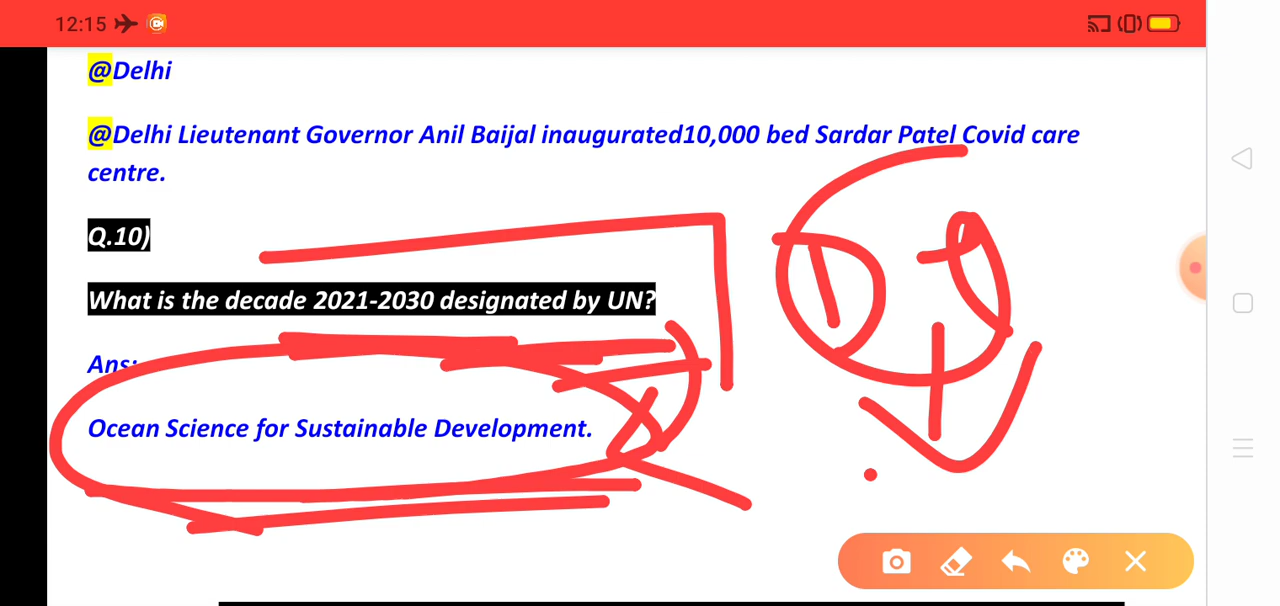 12:15
@Delhi
@Delhi Lieutenant Governor Anil Baijal inaugurated10,000 bed Sardar Patel Covid care
centre.
Q.10)
What is the decade 2021-2030 designated by UN?
Ans:
Ocean Science for Sustainable Development.